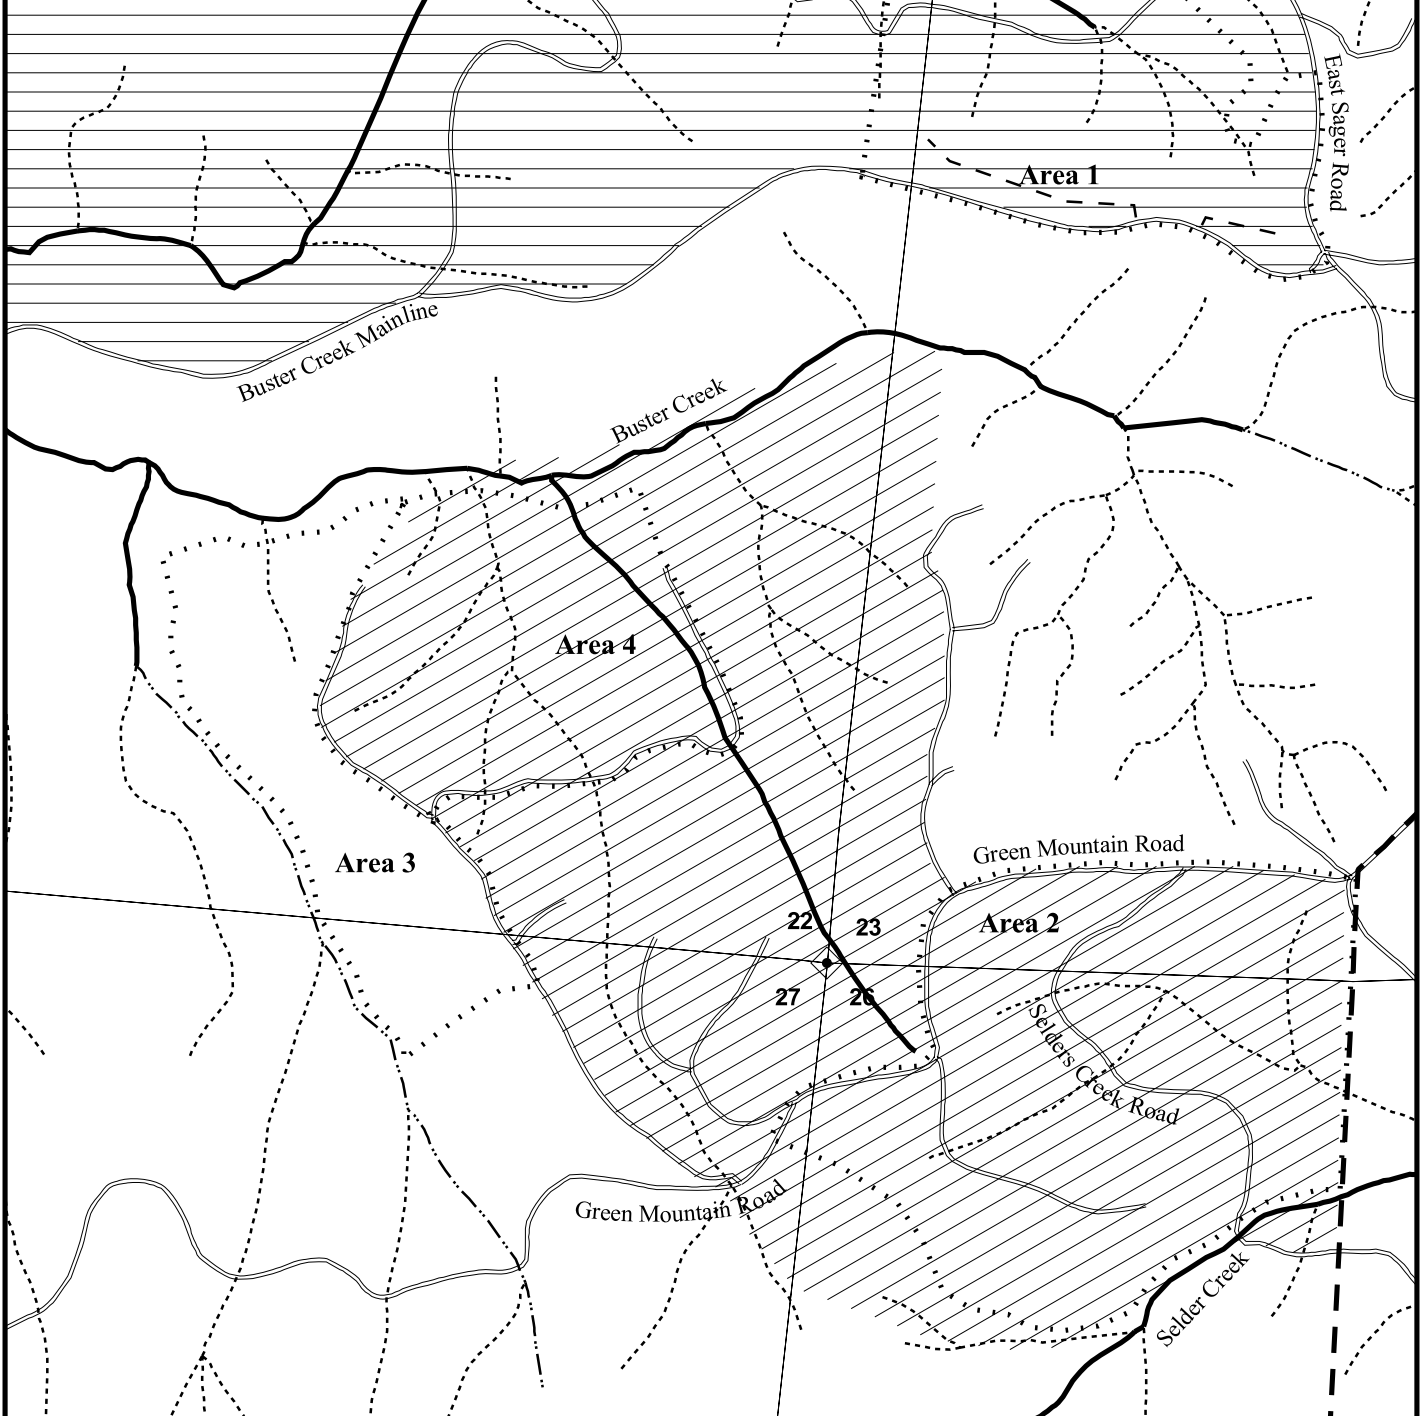 East Sager Road
Area 1
Buster Creek Mainline
Buster Creek
Area 4
Area 3
Green Mountain Road
22
23
Area 2
27
26
Selders Creek Road
Green Mountain Road
Selder Creek